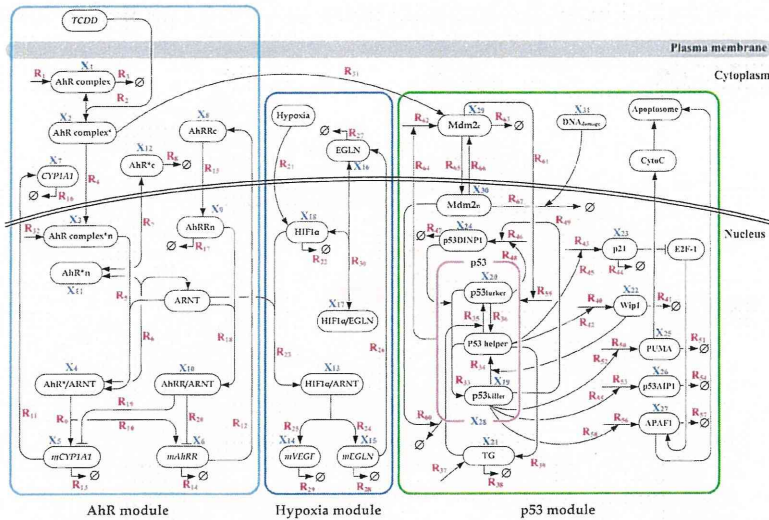 TCDD
Plasma membrane
X1
R1
AhR complex
R3
∅
Cytoplasm
R2
R31
X2
AhR complex*
X8
AhRRc
Hypoxia
R27
∅
EGLN
X16
R62
X29
Mdm2c
R63
∅
X31
DNAdamage
Apoptosome
X7
CYP1A1
∅
R16
X12
AhR*c
R8
∅
R4
R15
R21
R64
R65
R66
R61
CytoC
X30
Mdm2n
R67
∅
X3
R32
AhR complex*n
R7
X9
AhRRn
∅
R17
X18
HIF1α
R22
∅
R47
∅
X24
p53DINP1
R46
R49
R48
R43
X23
p21
R45
R44
∅
E2F-1
Nucleus
AhR*n
X11
R5
ARNT
R30
p53
X20
R59
X17
HIF1α/EGLN
R35
R36
R40
R42
X22
Wip1
R41
∅
R6
R18
R23
P53 helper
R34
R50
R52
X25
PUMA
R51
∅
X4
AhR*/ARNT
X10
AhRR/ARNT
X13
HIF1α/ARNT
R26
R33
X19
p53killer
R53
X26
p53AIP1
R54
∅
R11
R9
R19
R10
R20
R12
R60
∅
X28
R56
R58
X27
APAF1
R57
∅
X5
mCYP1A1
X6
mAhRR
X14
R25
mVEGF
R24
X15
mEGLN
X21
TG
R39
R37
R13
∅
R14
∅
R29
∅
R28
∅
R38
∅
AhR module
Hypoxia module
p53 module